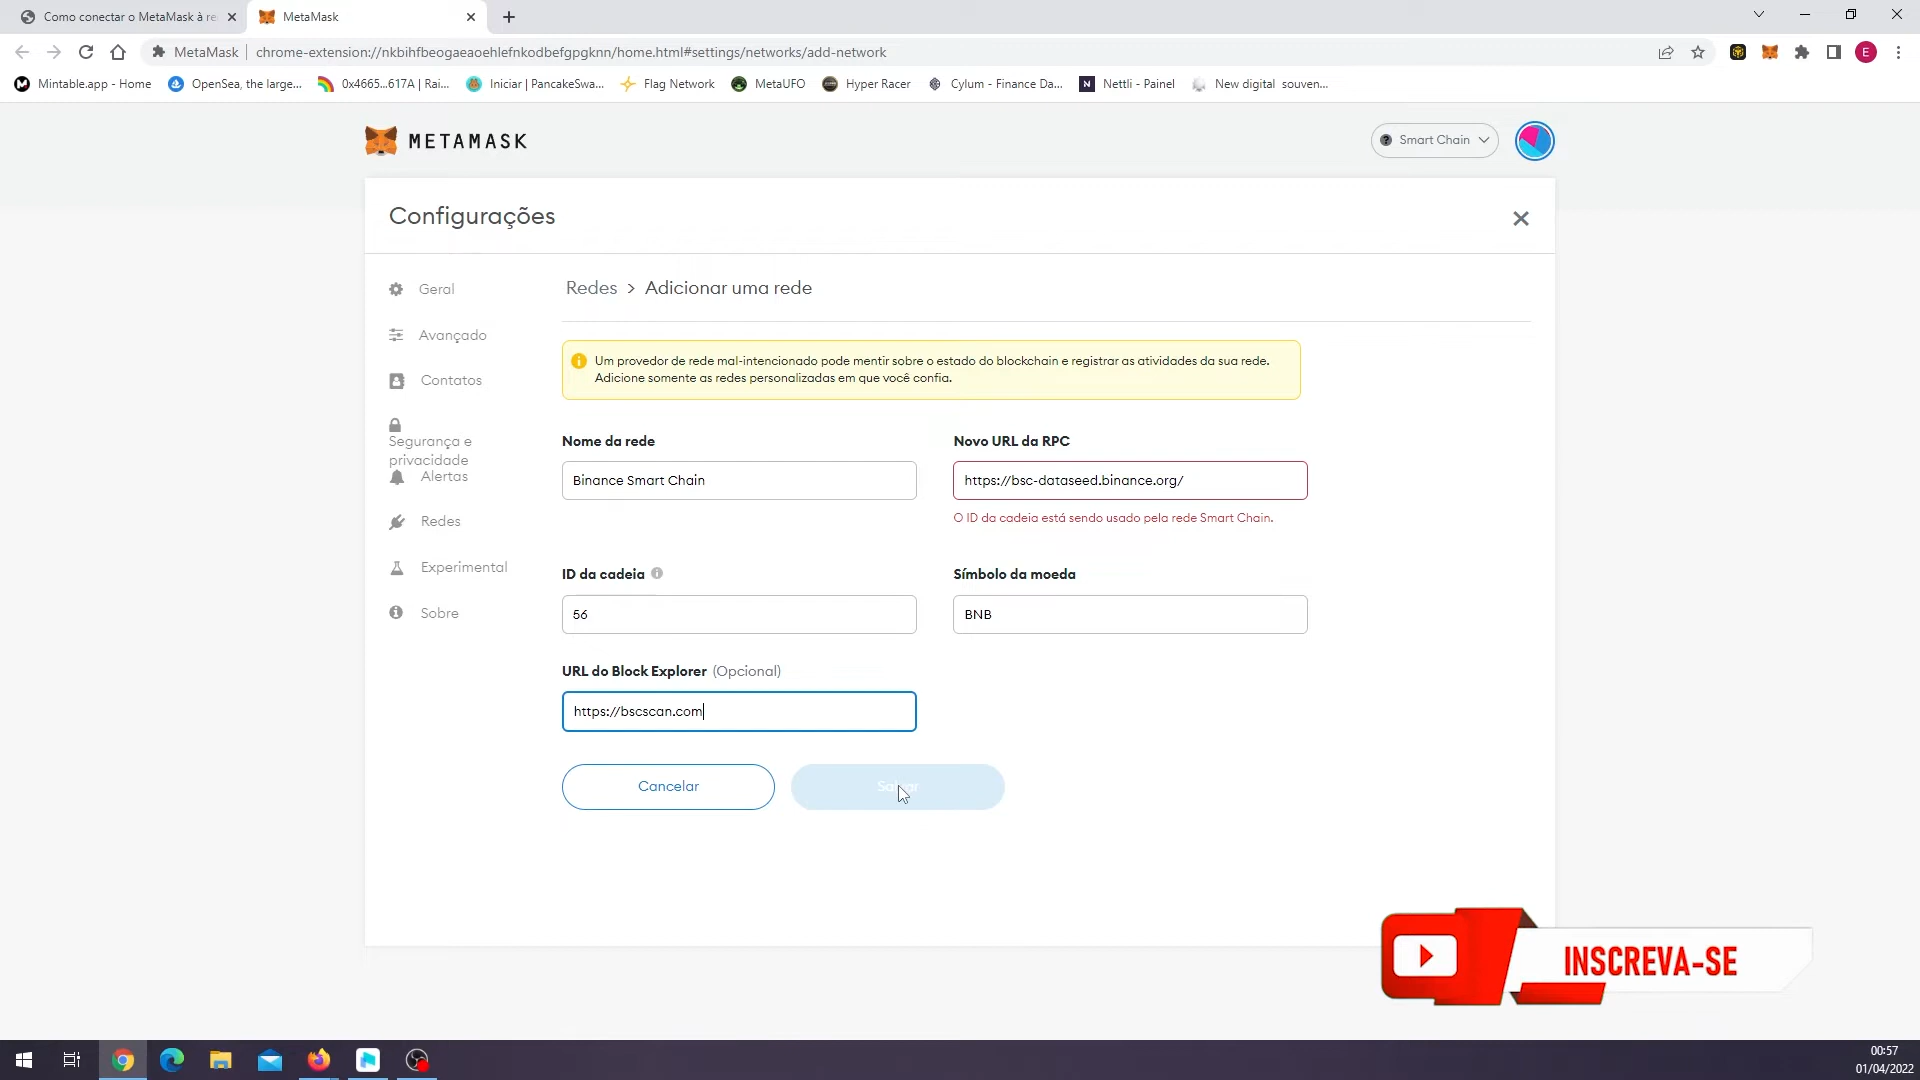 Como conectar o MetaMask à re
MetaMask
MetaMask
chrome-extension://nkbihfbeogaeaoehlefnkodbefgpgknn/home.html#settings/networks/add-network
E
Mintable.app - Home
OpenSea, the large...
0x4665...617A | Rai...
Iniciar | PancakeSwa...
Flag Network
MetaUFO
Hyper Racer
Cylum - Finance Da...
N
Nettli - Painel
New digital souven...
METAMASK
Smart Chain
Configurações
Geral
Avançado
Contatos
Segurança e
privacidade
Alertas
Redes
Experimental
Sobre
Redes > Adicionar uma rede
Um provedor de rede mal-intencionado pode mentir sobre o estado do blockchain e registrar as atividades da sua rede.
Adicione somente as redes personalizadas em que você confia.
Nome da rede
Binance Smart Chain
Novo URL da RPC
https://bsc-dataseed.binance.org/
O ID da cadeia está sendo usado pela rede Smart Chain.
ID da cadeia
56
Símbolo da moeda
BNB
URL do Block Explorer (Opcional)
https://bscscan.com
Cancelar
Salvar
INSCREVA-SE
00:57
01/04/2022